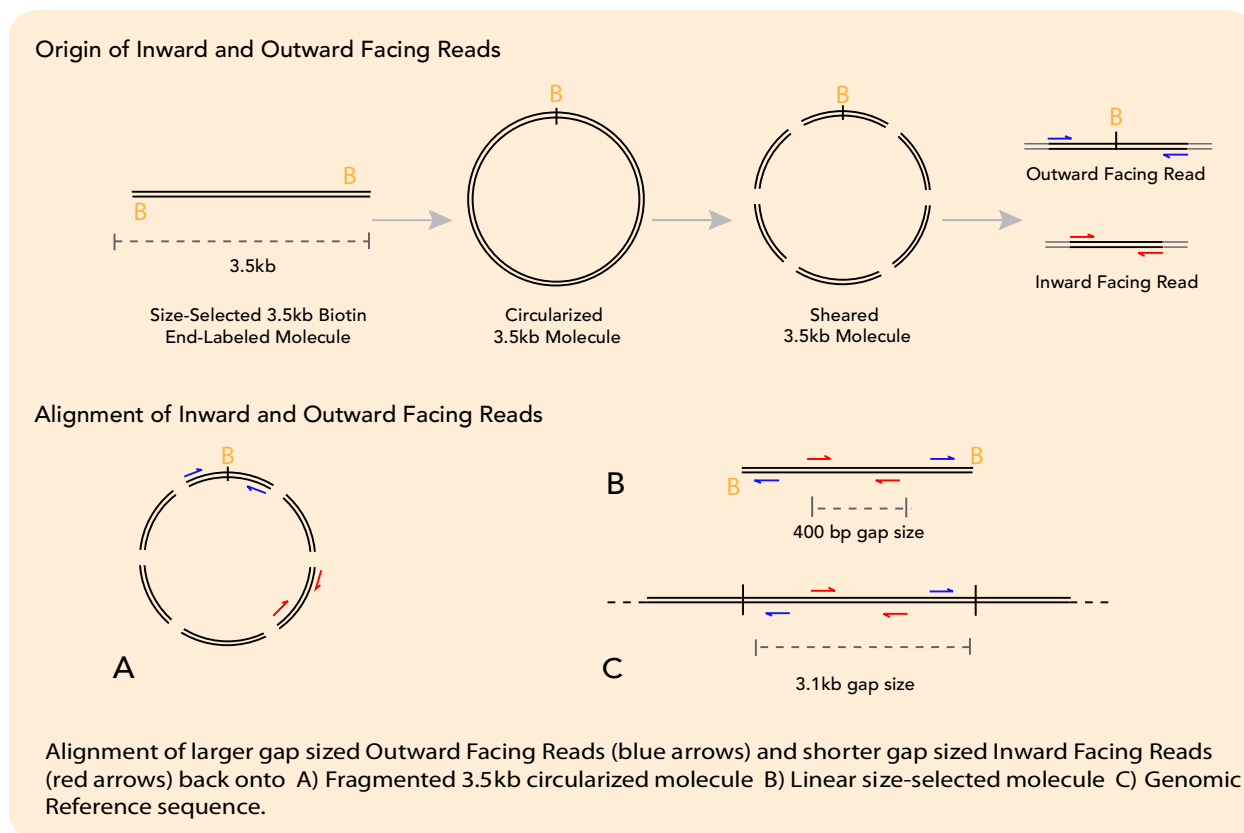 Origin of Inward and Outward Facing Reads
B
B
B
B
B
3.5kb
Size-Selected 3.5kb Biotin
End-Labeled Molecule
Circularized
3.5kb Molecule
Sheared
3.5kb Molecule
Outward Facing Read
Inward Facing Read
Alignment of Inward and Outward Facing Reads
B
A
B
B
B
400 bp gap size
C
3.1kb gap size
Alignment of larger gap sized Outward Facing Reads (blue arrows) and shorter gap sized Inward Facing Reads
(red arrows) back onto A) Fragmented 3.5kb circularized molecule B) Linear size-selected molecule C) Genomic
Reference sequence.